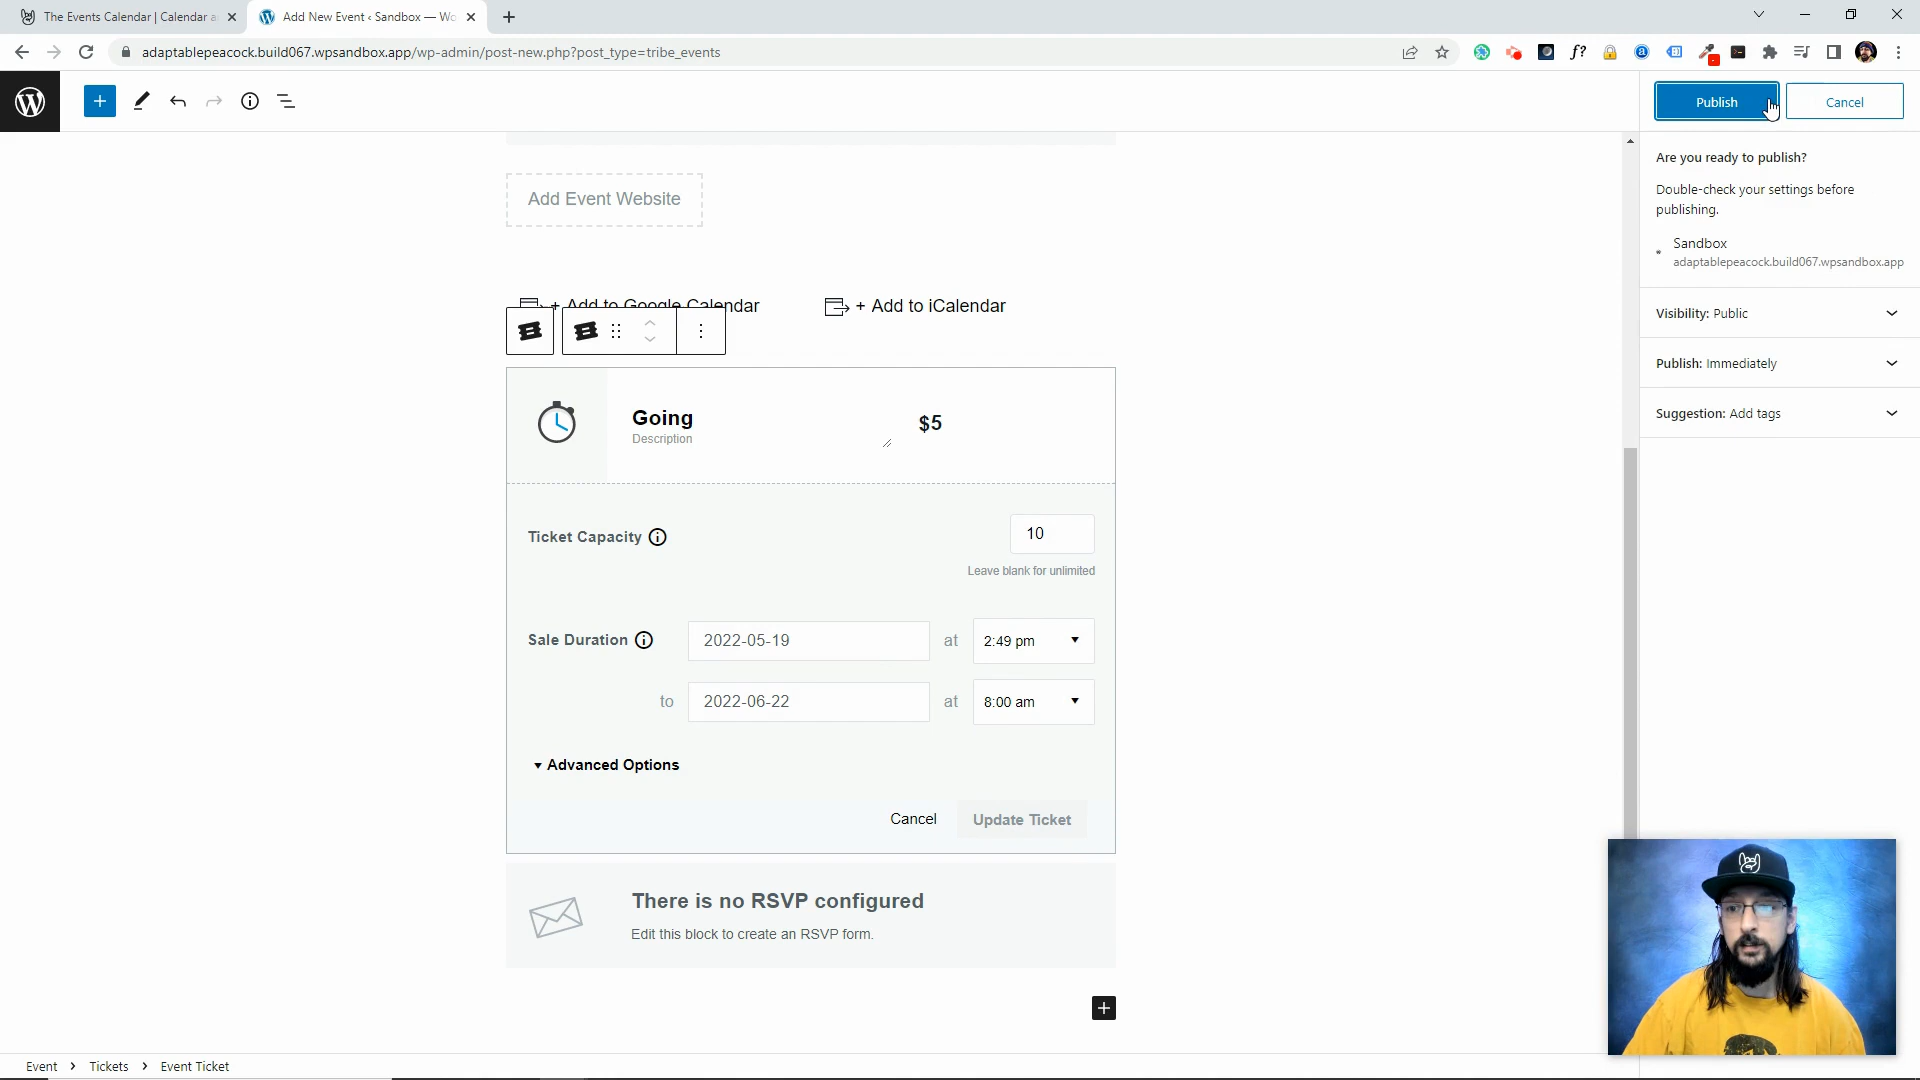 The Events Calendar | Calendar a
Add New Event ‹ Sandbox — Wo
adaptablepeacock.build067.wpsandbox.app/wp-admin/post-new.php?post_type=tribe_events
Publish
Cancel
Are you ready to publish?
Double-check your settings before
publishing.
Sandbox
adaptablepeacock.build067.wpsandbox.app
Visibility: Public
Publish: Immediately
Suggestion: Add tags
Add Event Website
+ Add to Google Calendar
+ Add to iCalendar
Going
Description
$5
Ticket Capacity
10
Leave blank for unlimited
Sale Duration
2022-05-19
at
2:49 pm
to
2022-06-22
at
8:00 am
Advanced Options
Cancel
Update Ticket
There is no RSVP configured
Edit this block to create an RSVP form.
Event
Tickets
Event Ticket